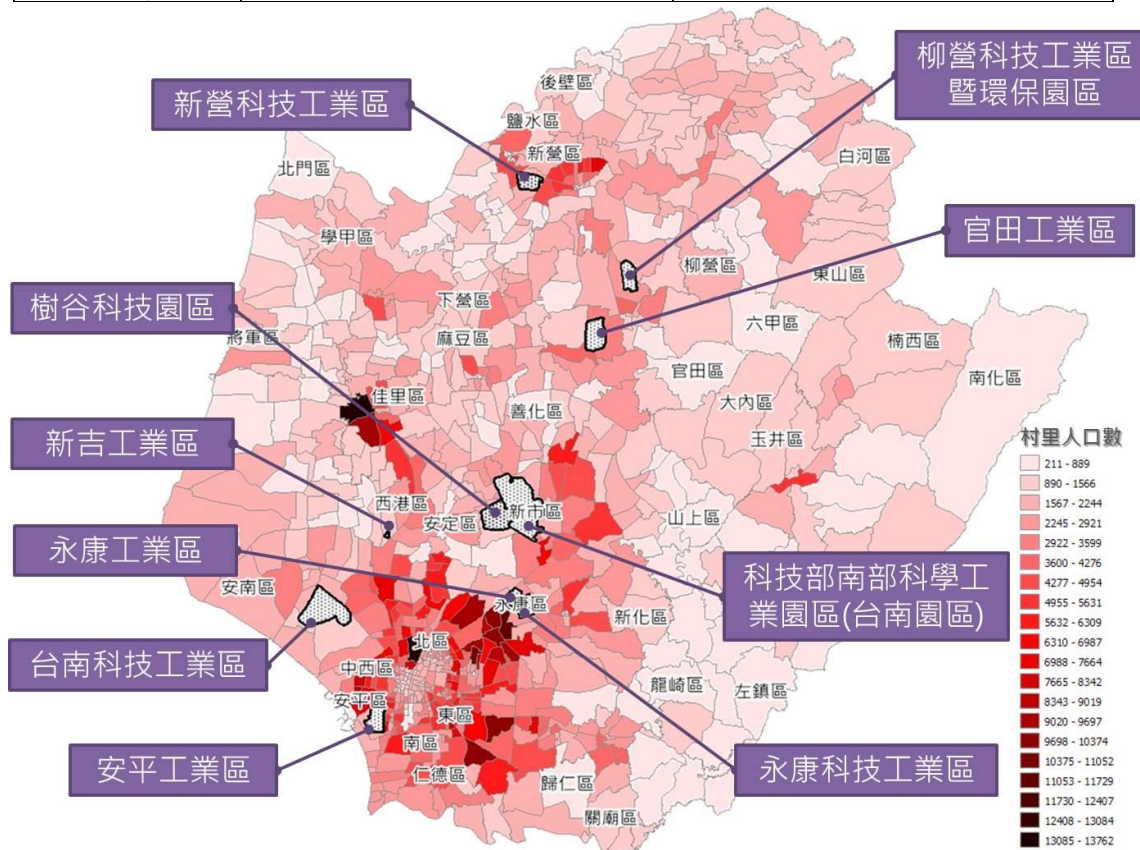 柳營科技工業區
暨環保園區
新營科技工業區
官田工業區
樹谷科技園區
新吉工業區
永康工業區
台南科技工業區
安平工業區
科技部南部科學工
業園區(台南園區)
永康科技工業區
後壁區
鹽水區
新營區
白河區
北門區
學甲區
柳營區
東山區
下營區
六甲區
將軍區
麻豆區
楠西區
官田區
南化區
佳里區
大內區
善化區
玉井區
西港區
安定區
新市區
山上區
安南區
永康區
新化區
北區
中西區
龍崎區
左鎮區
安平區
東區
南區
仁德區
歸仁區
關廟區
村里人口數
211 - 889
890 - 1566
1567 - 2244
2245 - 2921
2922 - 3599
3600 - 4276
4277 - 4954
4955 - 5631
5632 - 6309
6310 - 6987
6988 - 7664
7665 - 8342
8343 - 9019
9020 - 9697
9698 - 10374
10375 - 11052
11053 - 11729
11730 - 12407
12408 - 13084
13085 - 13762